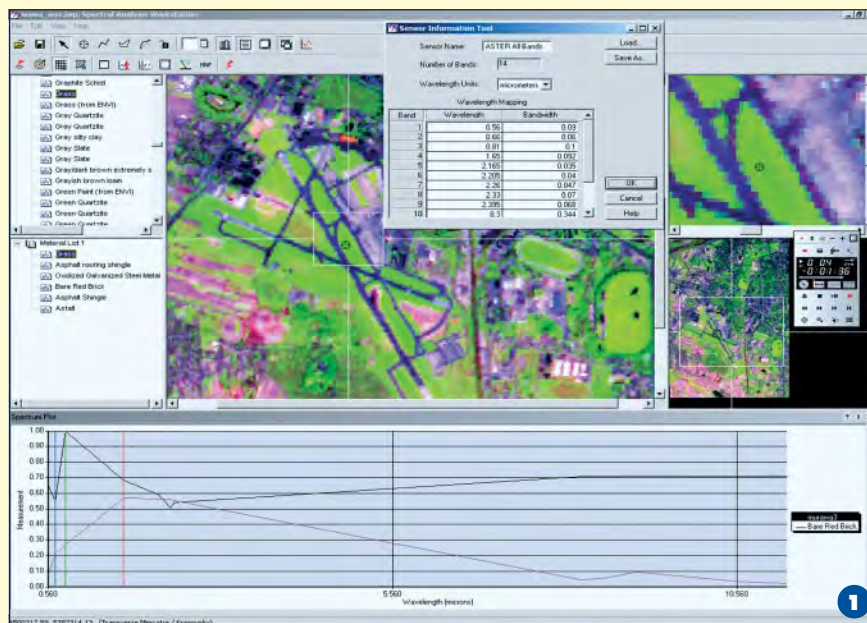 Spectral Analysis Workstation
File Edit View Help
Sensor Information Tool
Sensor Name: ASTER All Bands
Load...
Number of Bands: 14
Save As...
Wavelength Units: micrometers
Wavelength Mapping
Band Wavelength Bandwidth
1 0.56 0.09
2 0.66 0.06
3 0.81 0.1
4 1.65 0.092
5 2.165 0.035
6 2.205 0.04
7 2.26 0.047
8 2.33 0.07
9 2.395 0.068
10 8.3 0.344
OK
Cancel
Help
Graphite Schist
Grass
Grass (from ENVI)
Gray Quartzite
Gray Quartzite
Gray silty clay
Gray Slate
Gray Slate
Grayish brown loam
Green Paint (from ENVI)
Green Quartzite
Green Quartzite
Green Quartzite
Material List 1
Grass
Asphalt roofing shingle
Oxidized Galvanized Steel Metal
Bare Red Brick
Asphalt Shingle
Spectrum Plot
1.00
0.90
0.80
0.70
0.60
0.50
0.40
0.30
0.20
0.10
0.00
Measurement
0.560
5.560
10.560
Wavelength (microns)
Bare Red Brick
1